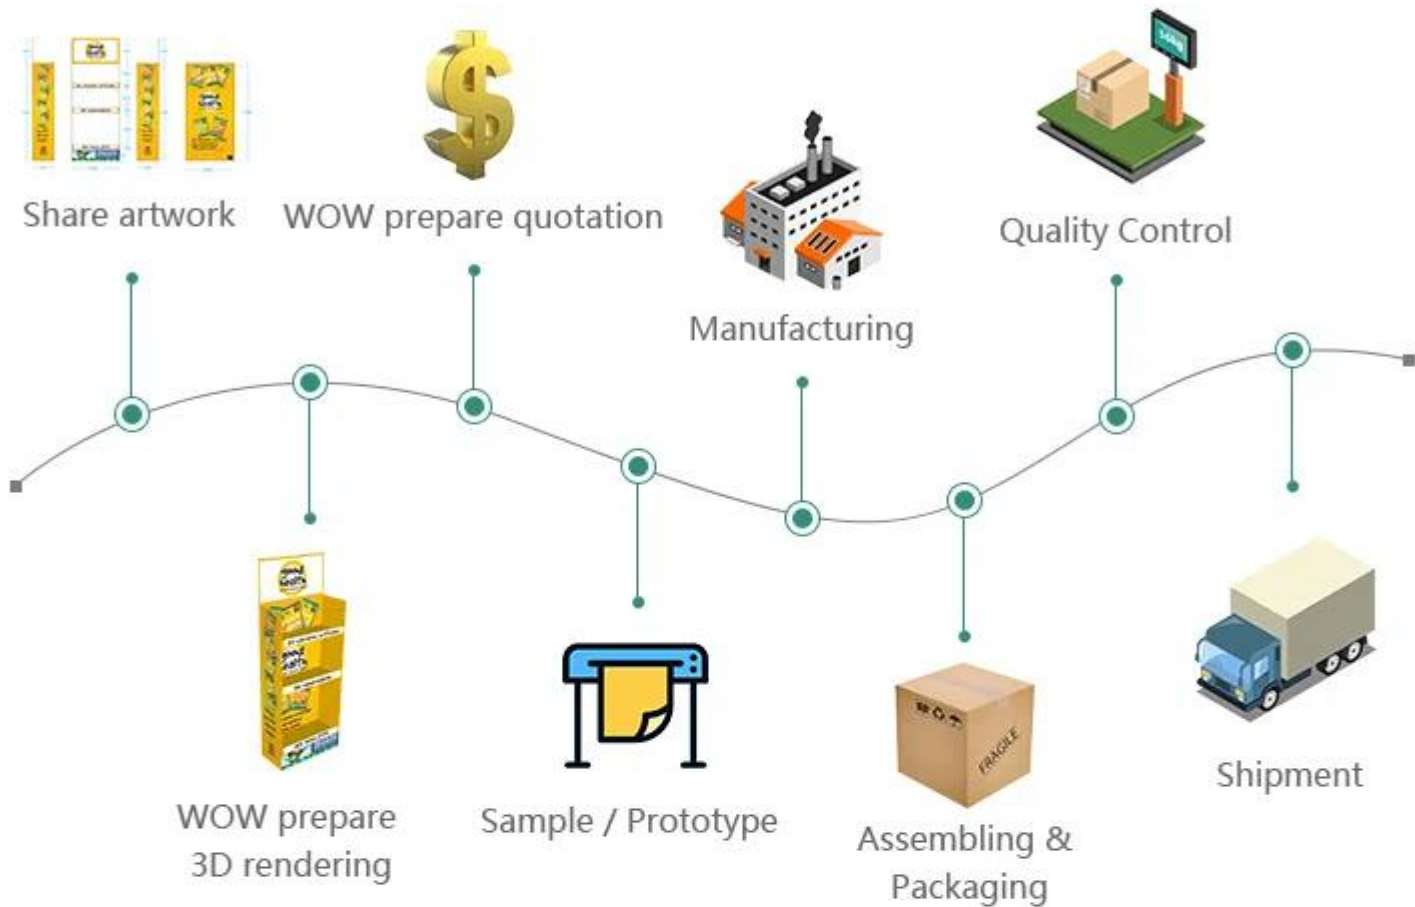 Share artwork
WOW prepare
3D rendering
WOW prepare quotation
Sample / Prototype
Manufacturing
Assembling &
Packaging
FRAGILE
Quality Control
Shipment